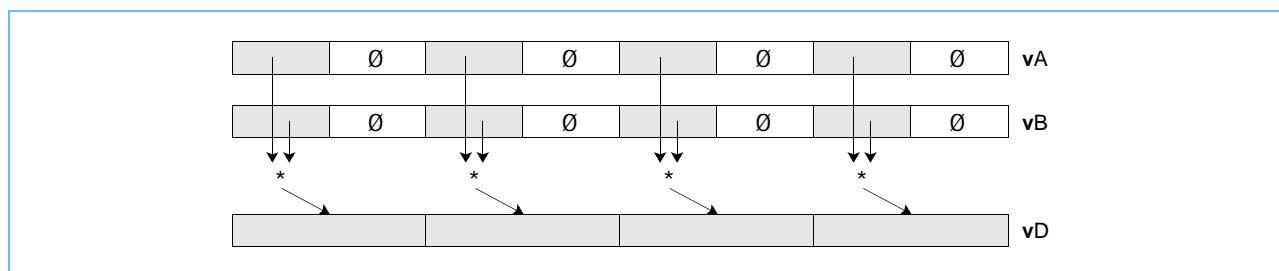 Ø Ø Ø Ø vA
Ø Ø Ø Ø vB
* * * *
vD